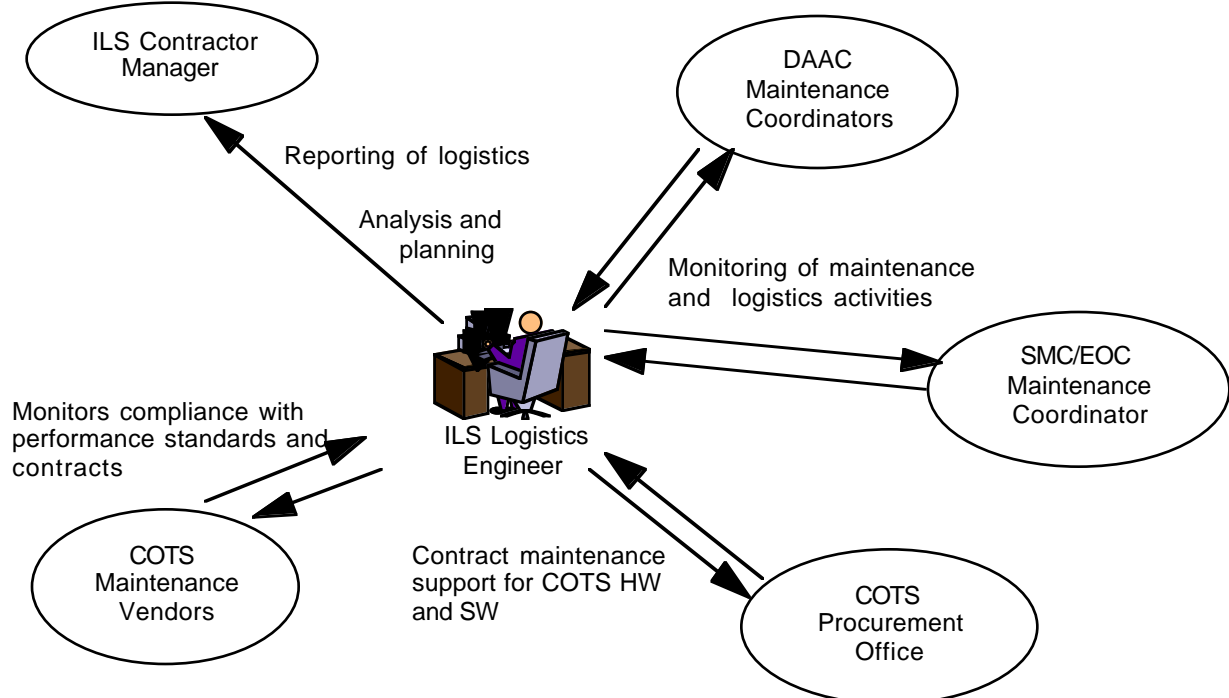 ILS Contractor
Manager
DAAC
Maintenance
Coordinators
Reporting of logistics
Analysis and
planning
Monitoring of maintenance
and logistics activities
SMC/EOC
Maintenance
Coordinator
Monitors compliance with
performance standards and
contracts
ILS Logistics
Engineer
COTS
Maintenance
Vendors
Contract maintenance
support for COTS HW
and SW
COTS
Procurement
Office